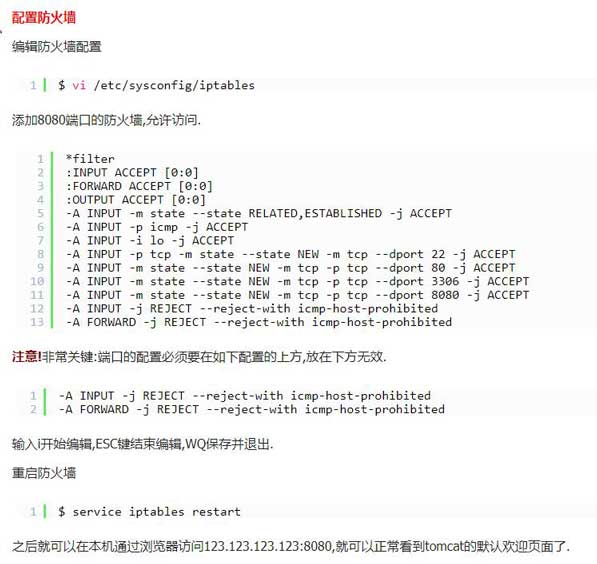 配置防火墙
编辑防火墙配置
1 $ vi /etc/sysconfig/iptables
添加8080端口的防火墙,允许访问.
1 *filter
2 :INPUT ACCEPT [0:0]
3 :FORWARD ACCEPT [0:0]
4 :OUTPUT ACCEPT [0:0]
5 -A INPUT -m state --state RELATED,ESTABLISHED -j ACCEPT
6 -A INPUT -p icmp -j ACCEPT
7 -A INPUT -i lo -j ACCEPT
8 -A INPUT -p tcp -m state --state NEW -m tcp --dport 22 -j ACCEPT
9 -A INPUT -m state --state NEW -m tcp -p tcp --dport 80 -j ACCEPT
10 -A INPUT -m state --state NEW -m tcp -p tcp --dport 3306 -j ACCEPT
11 -A INPUT -m state --state NEW -m tcp -p tcp --dport 8080 -j ACCEPT
12 -A INPUT -j REJECT --reject-with icmp-host-prohibited
13 -A FORWARD -j REJECT --reject-with icmp-host-prohibited
注意!非常关键:端口的配置必须要在如下配置的上方,放在下方无效.
1 -A INPUT -j REJECT --reject-with icmp-host-prohibited
2 -A FORWARD -j REJECT --reject-with icmp-host-prohibited
输入i开始编辑,ESC键结束编辑,WQ保存并退出.
重启防火墙
1 $ service iptables restart
之后就可以在本机通过浏览器访问123.123.123.123:8080,就可以正常看到tomcat的默认欢迎页面了.